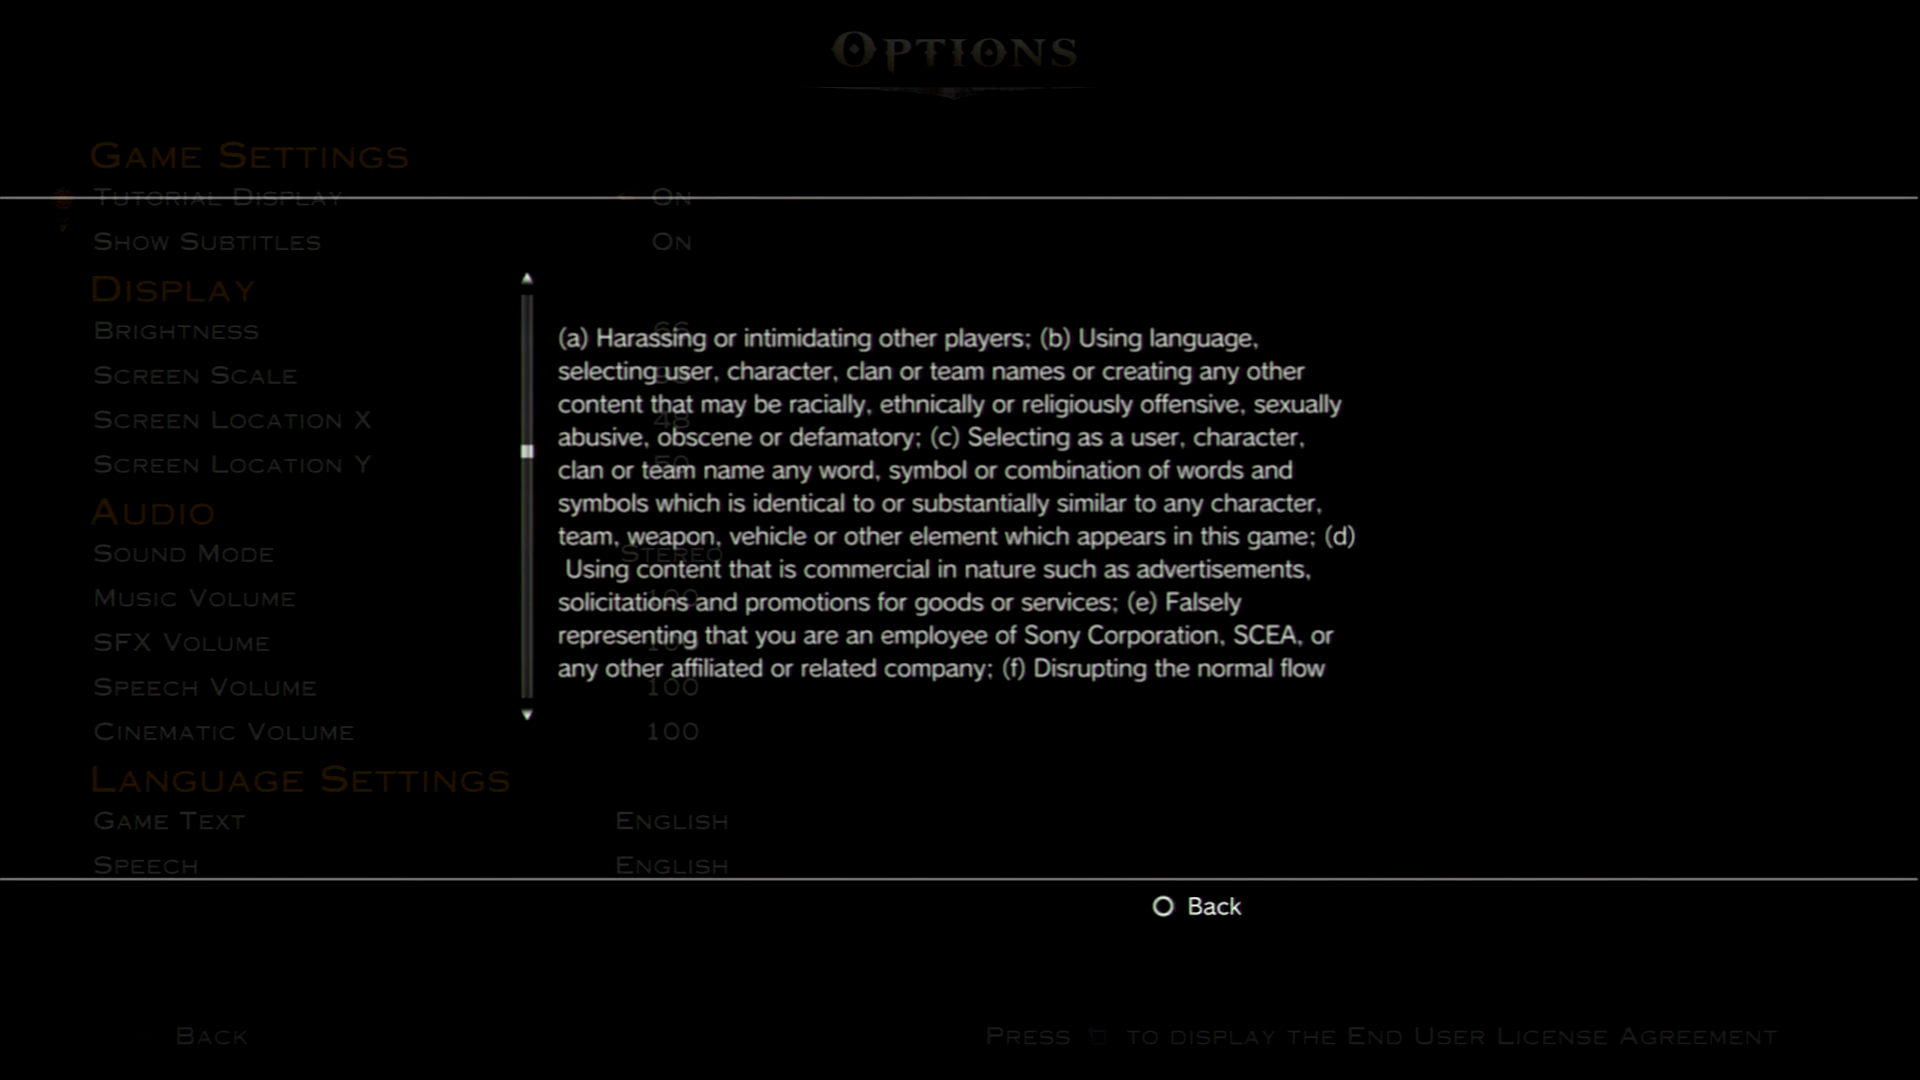 OPTIONS
GAME SETTINGS
TUTORIAL DISPLAY On
SHOW SUBTITLES On
DISPLAY
BRIGHTNESS 66
SCREEN SCALE
SCREEN LOCATION X 48
SCREEN LOCATION Y 50
AUDIO
SOUND MODE STEREO
MUSIC VOLUME 100
SFX VOLUME 100
SPEECH VOLUME 100
CINEMATIC VOLUME 100
LANGUAGE SETTINGS
GAME TEXT ENGLISH
SPEECH ENGLISH
(a) Harassing or intimidating other players; (b) Using language,
selecting user, character, clan or team names or creating any other
content that may be racially, ethnically or religiously offensive, sexually
abusive, obscene or defamatory; (c) Selecting as a user, character,
clan or team name any word, symbol or combination of words and
symbols which is identical to or substantially similar to any character,
team, weapon, vehicle or other element which appears in this game; (d)
Using content that is commercial in nature such as advertisements,
solicitations and promotions for goods or services; (e) Falsely
representing that you are an employee of Sony Corporation, SCEA, or
any other affiliated or related company; (f) Disrupting the normal flow
Back
BACK
PRESS □ TO DISPLAY THE END USER LICENSE AGREEMENT